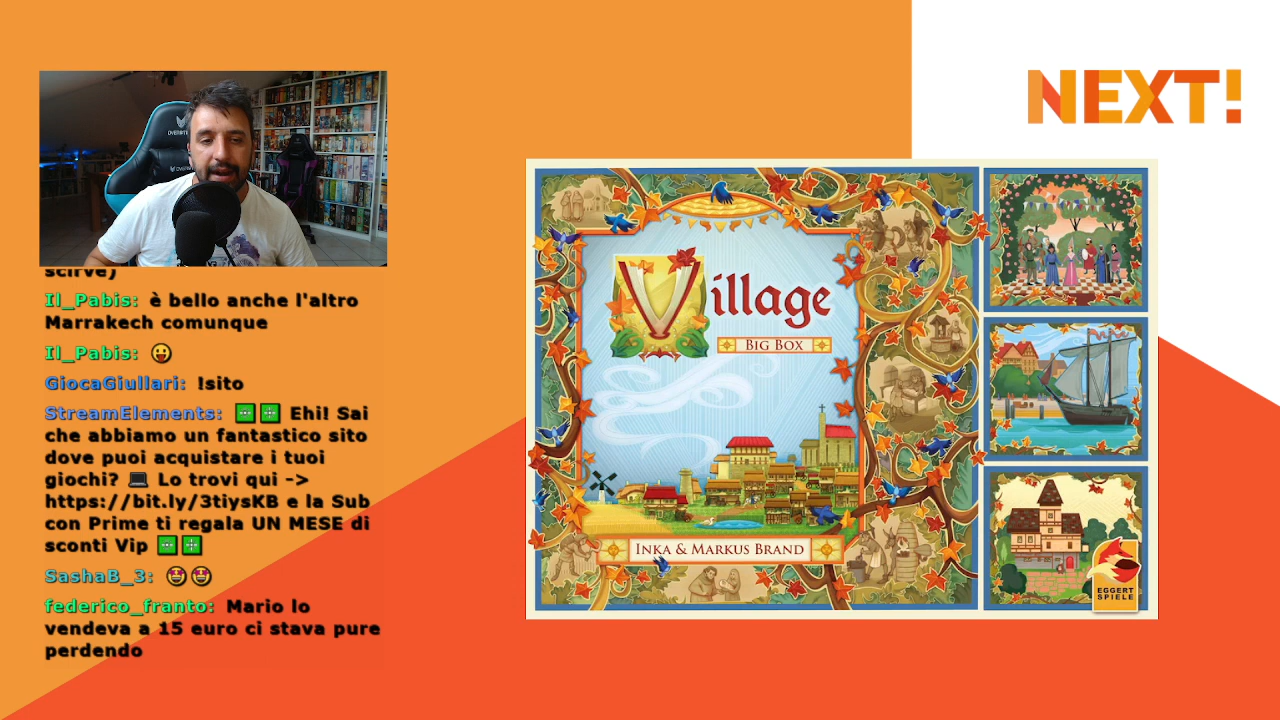 NEXT!
scirve)
Il_Pabis: è bello anche l'altro
Marrakech comunque
Il_Pabis: 😛
GiocaGiullari: !sito
StreamElements: Ehi! Sai
che abbiamo un fantastico sito
dove puoi acquistare i tuoi
giochi? 💻 Lo trovi qui ->
https://bit.ly/3tiysKB e la Sub
con Prime ti regala UN MESE di
sconti Vip
SashaB_3: 🤩🤩
federico_franto: Mario lo
vendeva a 15 euro ci stava pure
perdendo
Village
BIG BOX
INKA & MARKUS BRAND
EGGERT
SPIELE